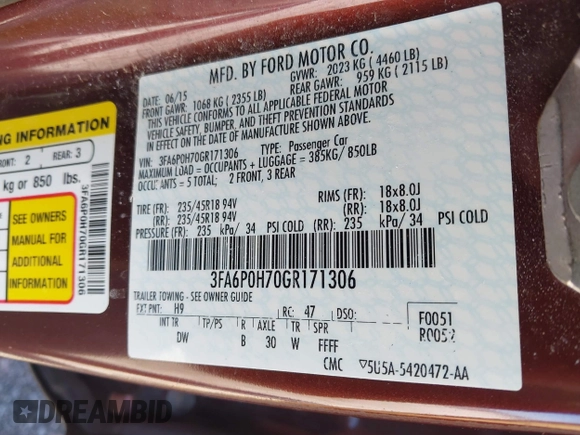 MFD. BY FORD MOTOR CO.
DATE: 06/15 GVWR: 2023 KG ( 4460 LB)
FRONT GAWR: 1068 KG ( 2355 LB) REAR GAWR: 959 KG ( 2115 LB)
THIS VEHICLE CONFORMS TO ALL APPLICABLE FEDERAL MOTOR
VEHICLE SAFETY, BUMPER, AND THEFT PREVENTION STANDARDS
IN EFFECT ON THE DATE OF MANUFACTURE SHOWN ABOVE.
VIN: 3FA6P0H70GR171306 TYPE: Passenger Car
MAXIMUM LOAD = OCCUPANTS + LUGGAGE = 385KG/ 850LB
OCCUPANTS = 5 TOTAL: 2 FRONT, 3 REAR
TIRE (FR): 235/45R18 94V RIMS (FR): 18x8.0J
(RR): 235/45R18 94V (RR): 18x8.0J
PRESSURE (FR): 235 kPa/ 34 PSI COLD (RR): 235 kPa/ 34 PSI COLD
3FA6P0H70GR171306
TRAILER TOWING - SEE OWNER GUIDE
EXT PNT: H9 RC: 47 DSO: F0051
INT TR TP/PS R AXLE TR SPR R0052
DW B 30 W FFFF
CMC ▽5U5A-5420472-AA
NG INFORMATION
FRONT: 2 REAR: 3
kg or 850 lbs.
SEE OWNERS
MANUAL FOR
ADDITIONAL
INFORMATION
3FA6P0H70GR171306
DREAMBID